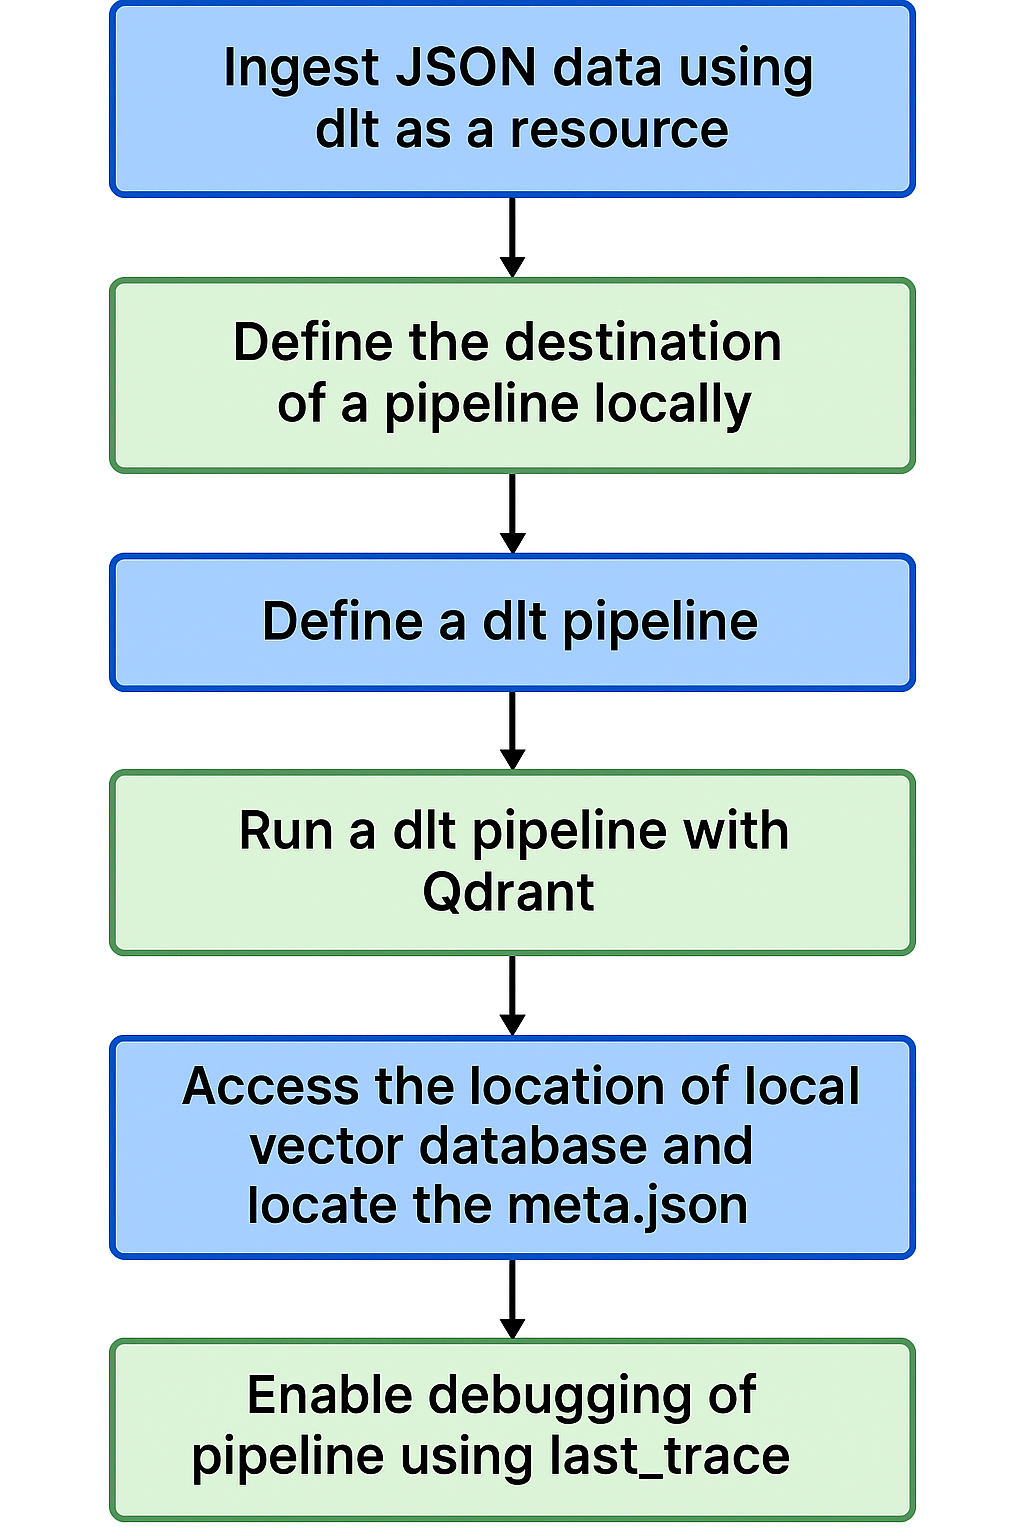 Ingest JSON data using
dlt as a resource
Define the destination
of a pipeline locally
Define a dlt pipeline
Run a dlt pipeline with
Qdrant
Access the location of local
vector database and
locate the meta.json
Enable debugging of
pipeline using last_trace